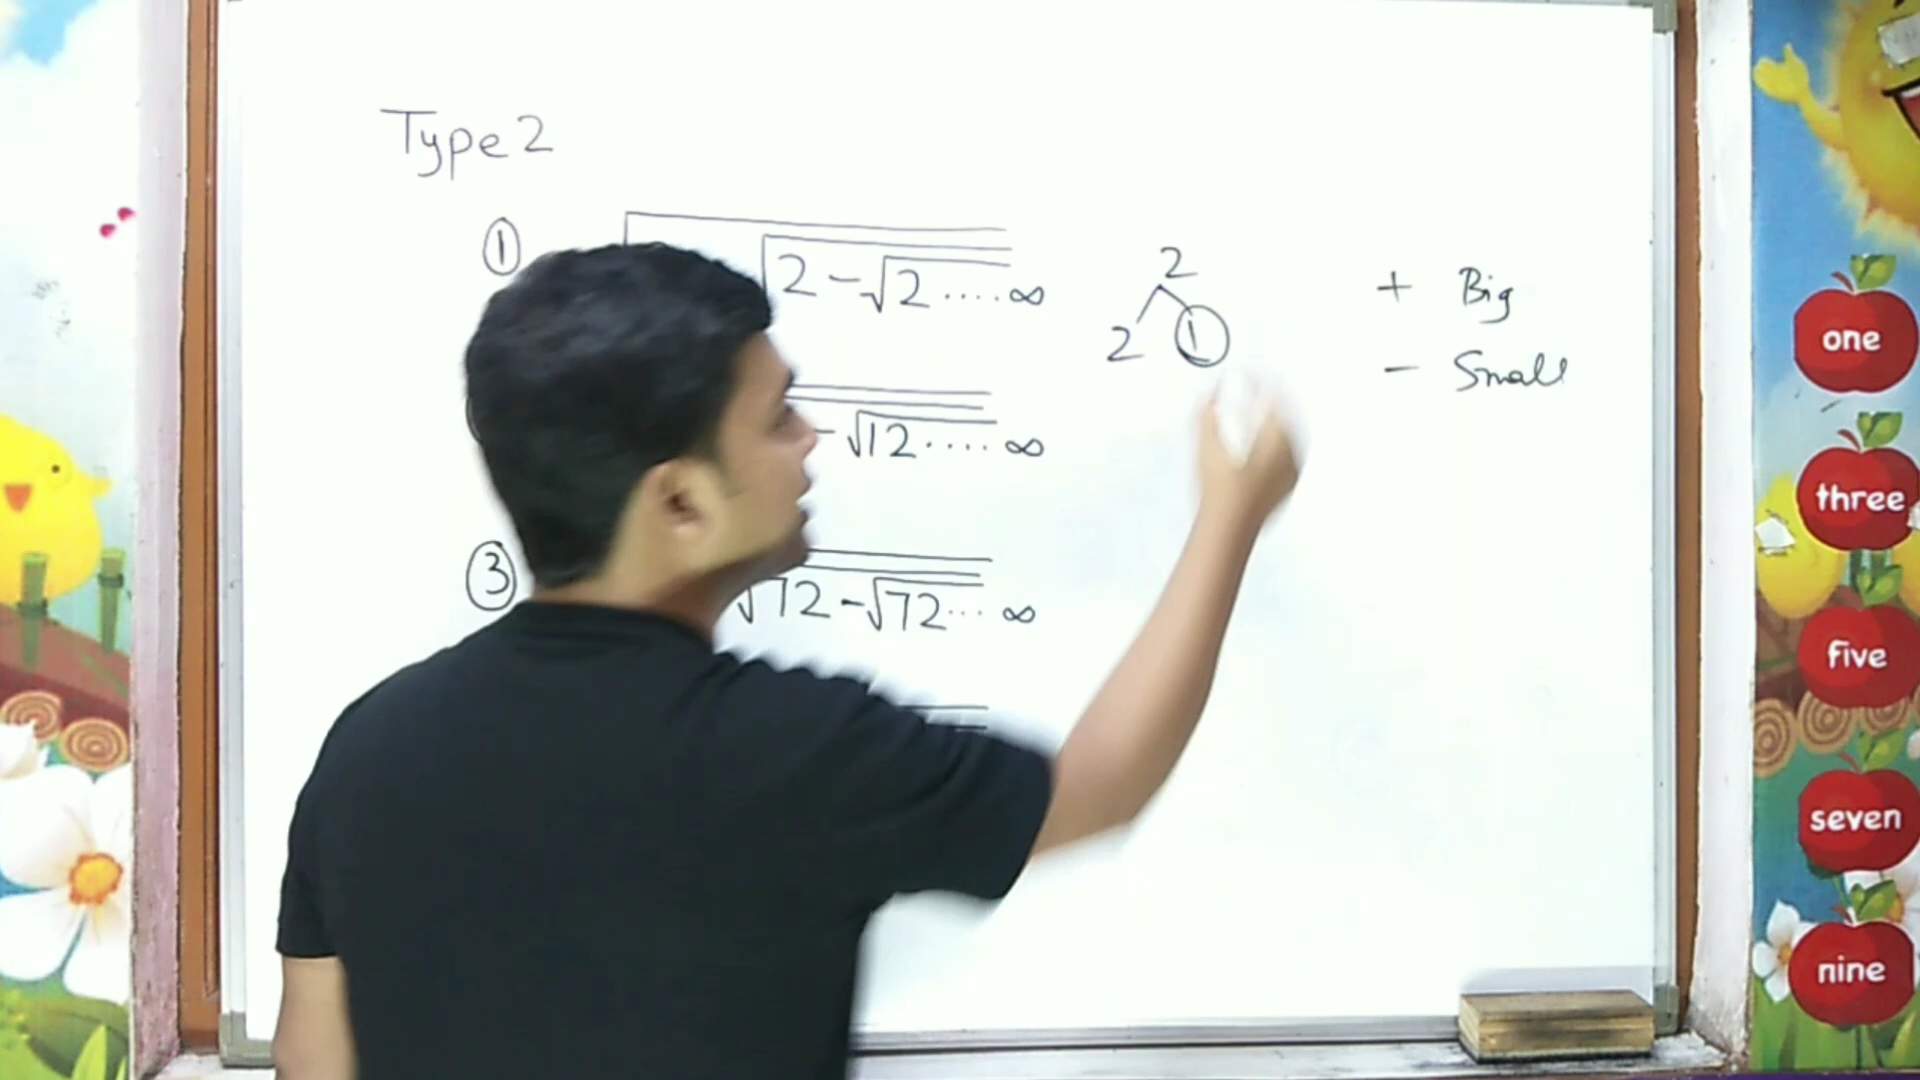 Type 2
① √2-√2....∞
2
2 ①
+ Big
- Small
-√12....∞
③ √72-√72...∞
one
three
five
seven
nine